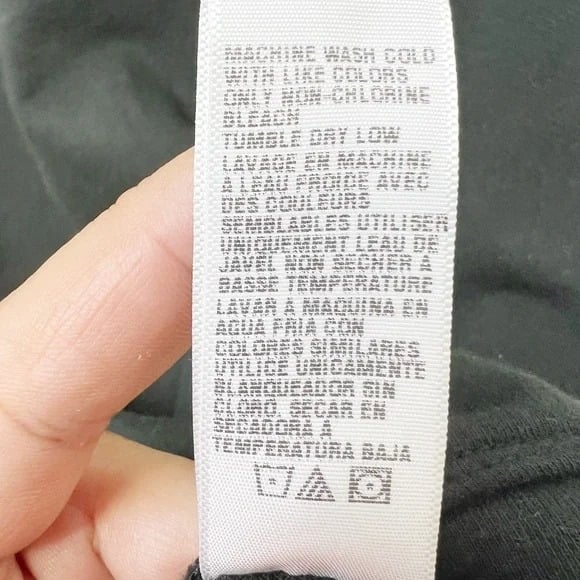 MACHINE WASH COLD
WITH LIKE COLORS
ONLY NON-CHLORINE
BLEACH
TUMBLE DRY LOW
LAVAGE EN MACHINE
A L'EAU FROIDE AVEC
DES COULEURS
SEMBLABLES UTILISER
UNIQUEMENT L'EAU DE
JAVEL NON SECHER A
BASSE TEMPERATURE
LAVAR A MAQUINA EN
AGUA FRIA CON
COLORES SIMILARES
UTILICE UNICAMENTE
BLANQUEADOR SIN
CLORO. SECAR EN
SECADORA A
TEMPERATURA BAJA